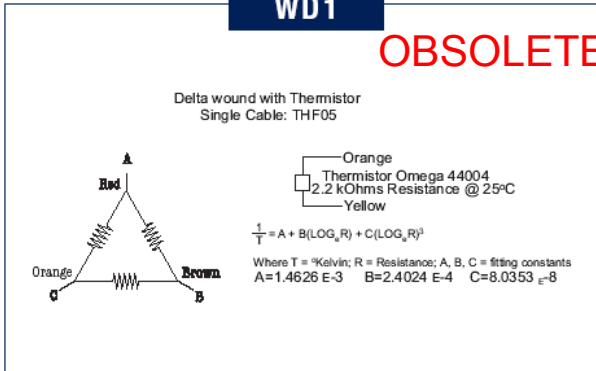 WD1
OBSOLETE
Delta wound with Thermistor
Single Cable: THF05
A
Red
Orange
C
Brown
B
Orange
Thermistor Omega 44004
2.2 kOhms Resistance @ 25ºC
Yellow
1/T = A + B(LOGₑR) + C(LOGₑR)³
Where T = ºKelvin; R = Resistance; A, B, C = fitting constants
A=1.4626 E-3 B=2.4024 E-4 C=8.0353 E-8